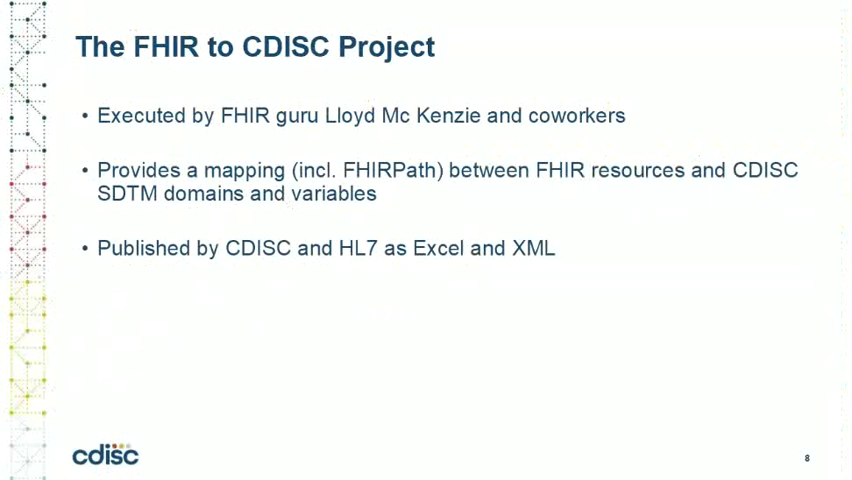 The FHIR to CDISC Project
• Executed by FHIR guru Lloyd Mc Kenzie and coworkers
• Provides a mapping (incl. FHIRPath) between FHIR resources and CDISC
SDTM domains and variables
• Published by CDISC and HL7 as Excel and XML
cdisc
8